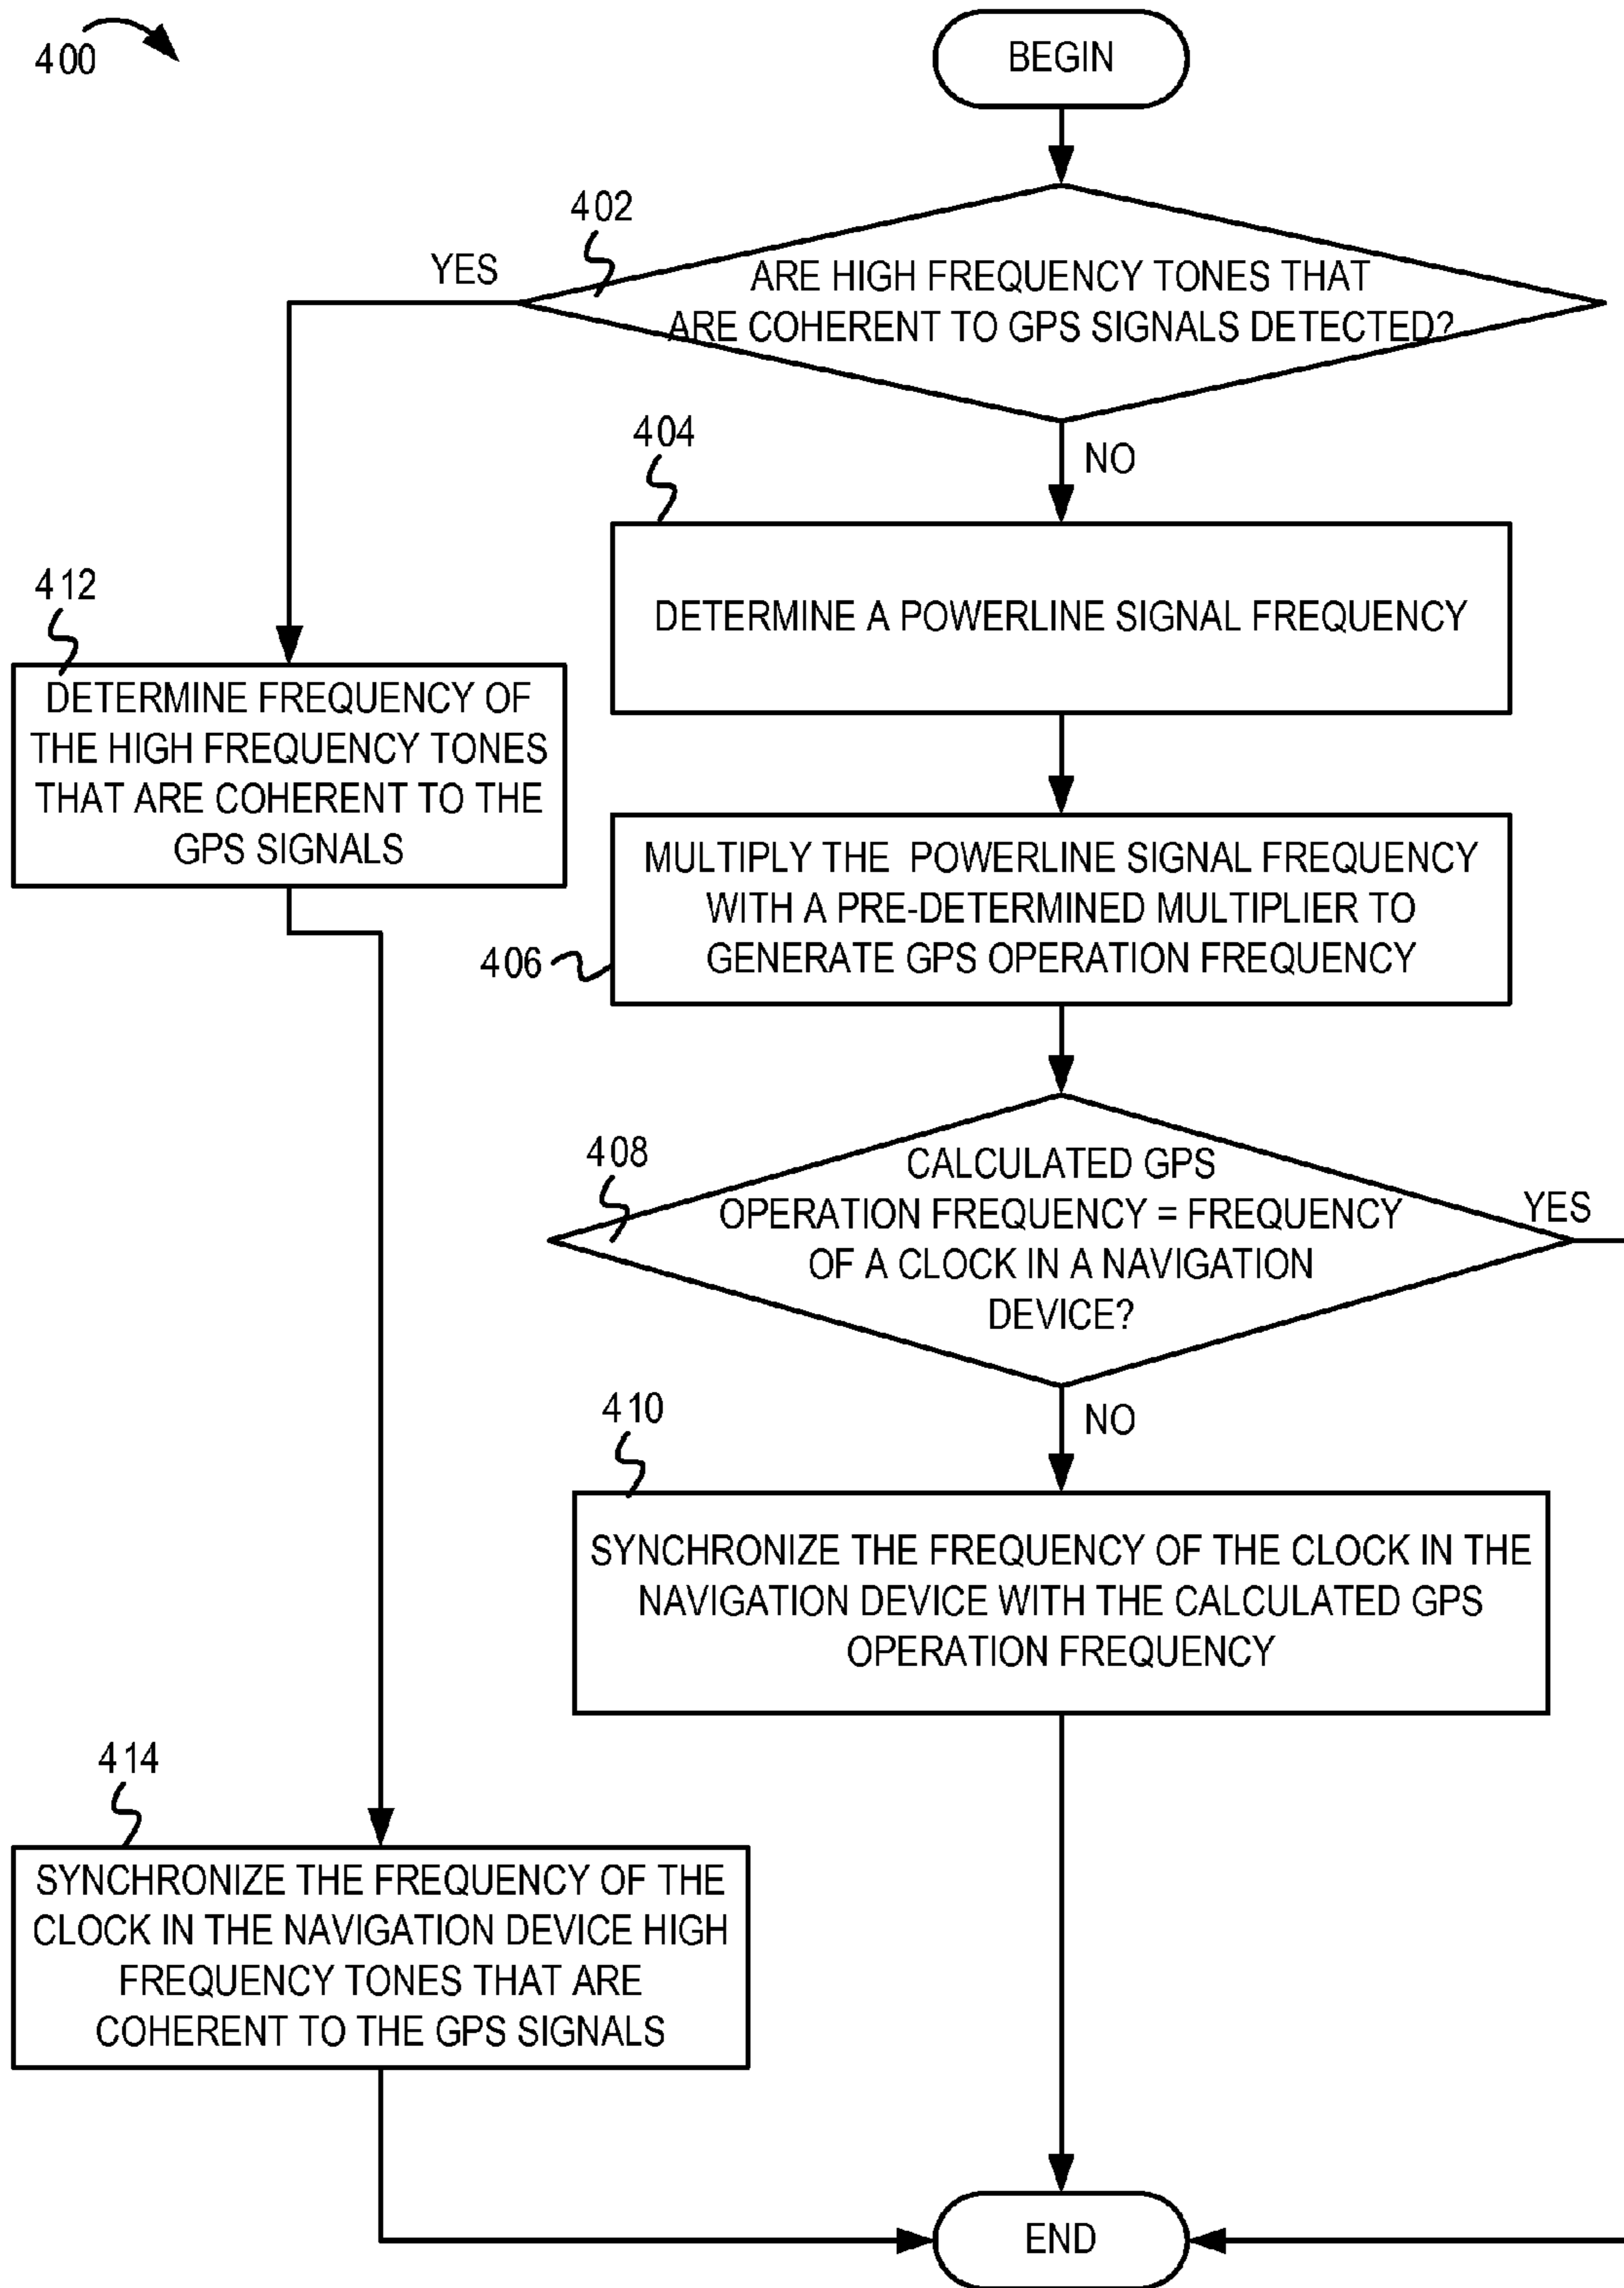 400
BEGIN
402
YES
ARE HIGH FREQUENCY TONES THAT
ARE COHERENT TO GPS SIGNALS DETECTED?
NO
404
DETERMINE A POWERLINE SIGNAL FREQUENCY
412
DETERMINE FREQUENCY OF
THE HIGH FREQUENCY TONES
THAT ARE COHERENT TO THE
GPS SIGNALS
MULTIPLY THE POWERLINE SIGNAL FREQUENCY
WITH A PRE-DETERMINED MULTIPLIER TO
GENERATE GPS OPERATION FREQUENCY
406
408
CALCULATED GPS
OPERATION FREQUENCY = FREQUENCY
OF A CLOCK IN A NAVIGATION
DEVICE?
YES
NO
410
SYNCHRONIZE THE FREQUENCY OF THE CLOCK IN THE
NAVIGATION DEVICE WITH THE CALCULATED GPS
OPERATION FREQUENCY
414
SYNCHRONIZE THE FREQUENCY OF THE
CLOCK IN THE NAVIGATION DEVICE HIGH
FREQUENCY TONES THAT ARE
COHERENT TO THE GPS SIGNALS
END